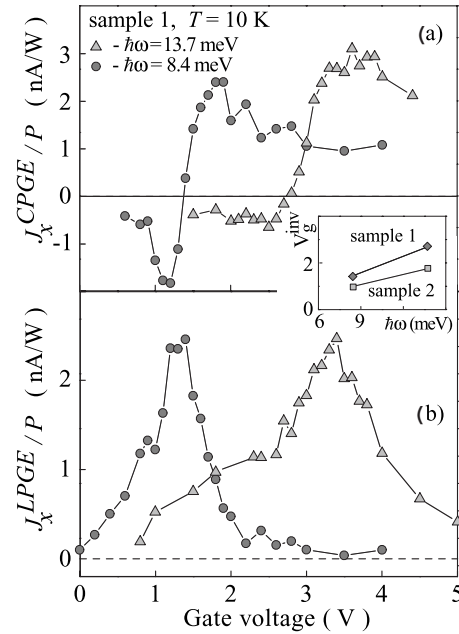 sample 1, T = 10 K
- ħω = 13.7 meV
- ħω = 8.4 meV
(a)
J_x^CPGE / P ( nA/W )
3
2
1
0
-1
V_g^inv
4
2
0
sample 1
sample 2
6
9
ħω (meV)
(b)
J_x^LPGE / P ( nA/W )
2
1
0
0
1
2
3
4
5
Gate voltage ( V )